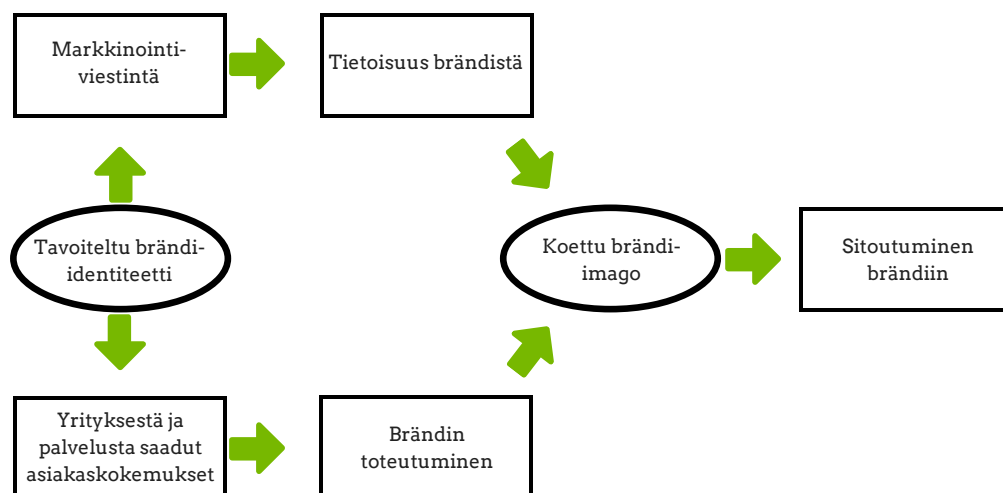 Markkinointi-
viestintä
Tietoisuus brändistä
Tavoiteltu brändi-
identiteetti
Koettu brändi-
imago
Sitoutuminen
brändiin
Yrityksestä ja
palvelusta saadut
asiakaskokemukset
Brändin
toteutuminen